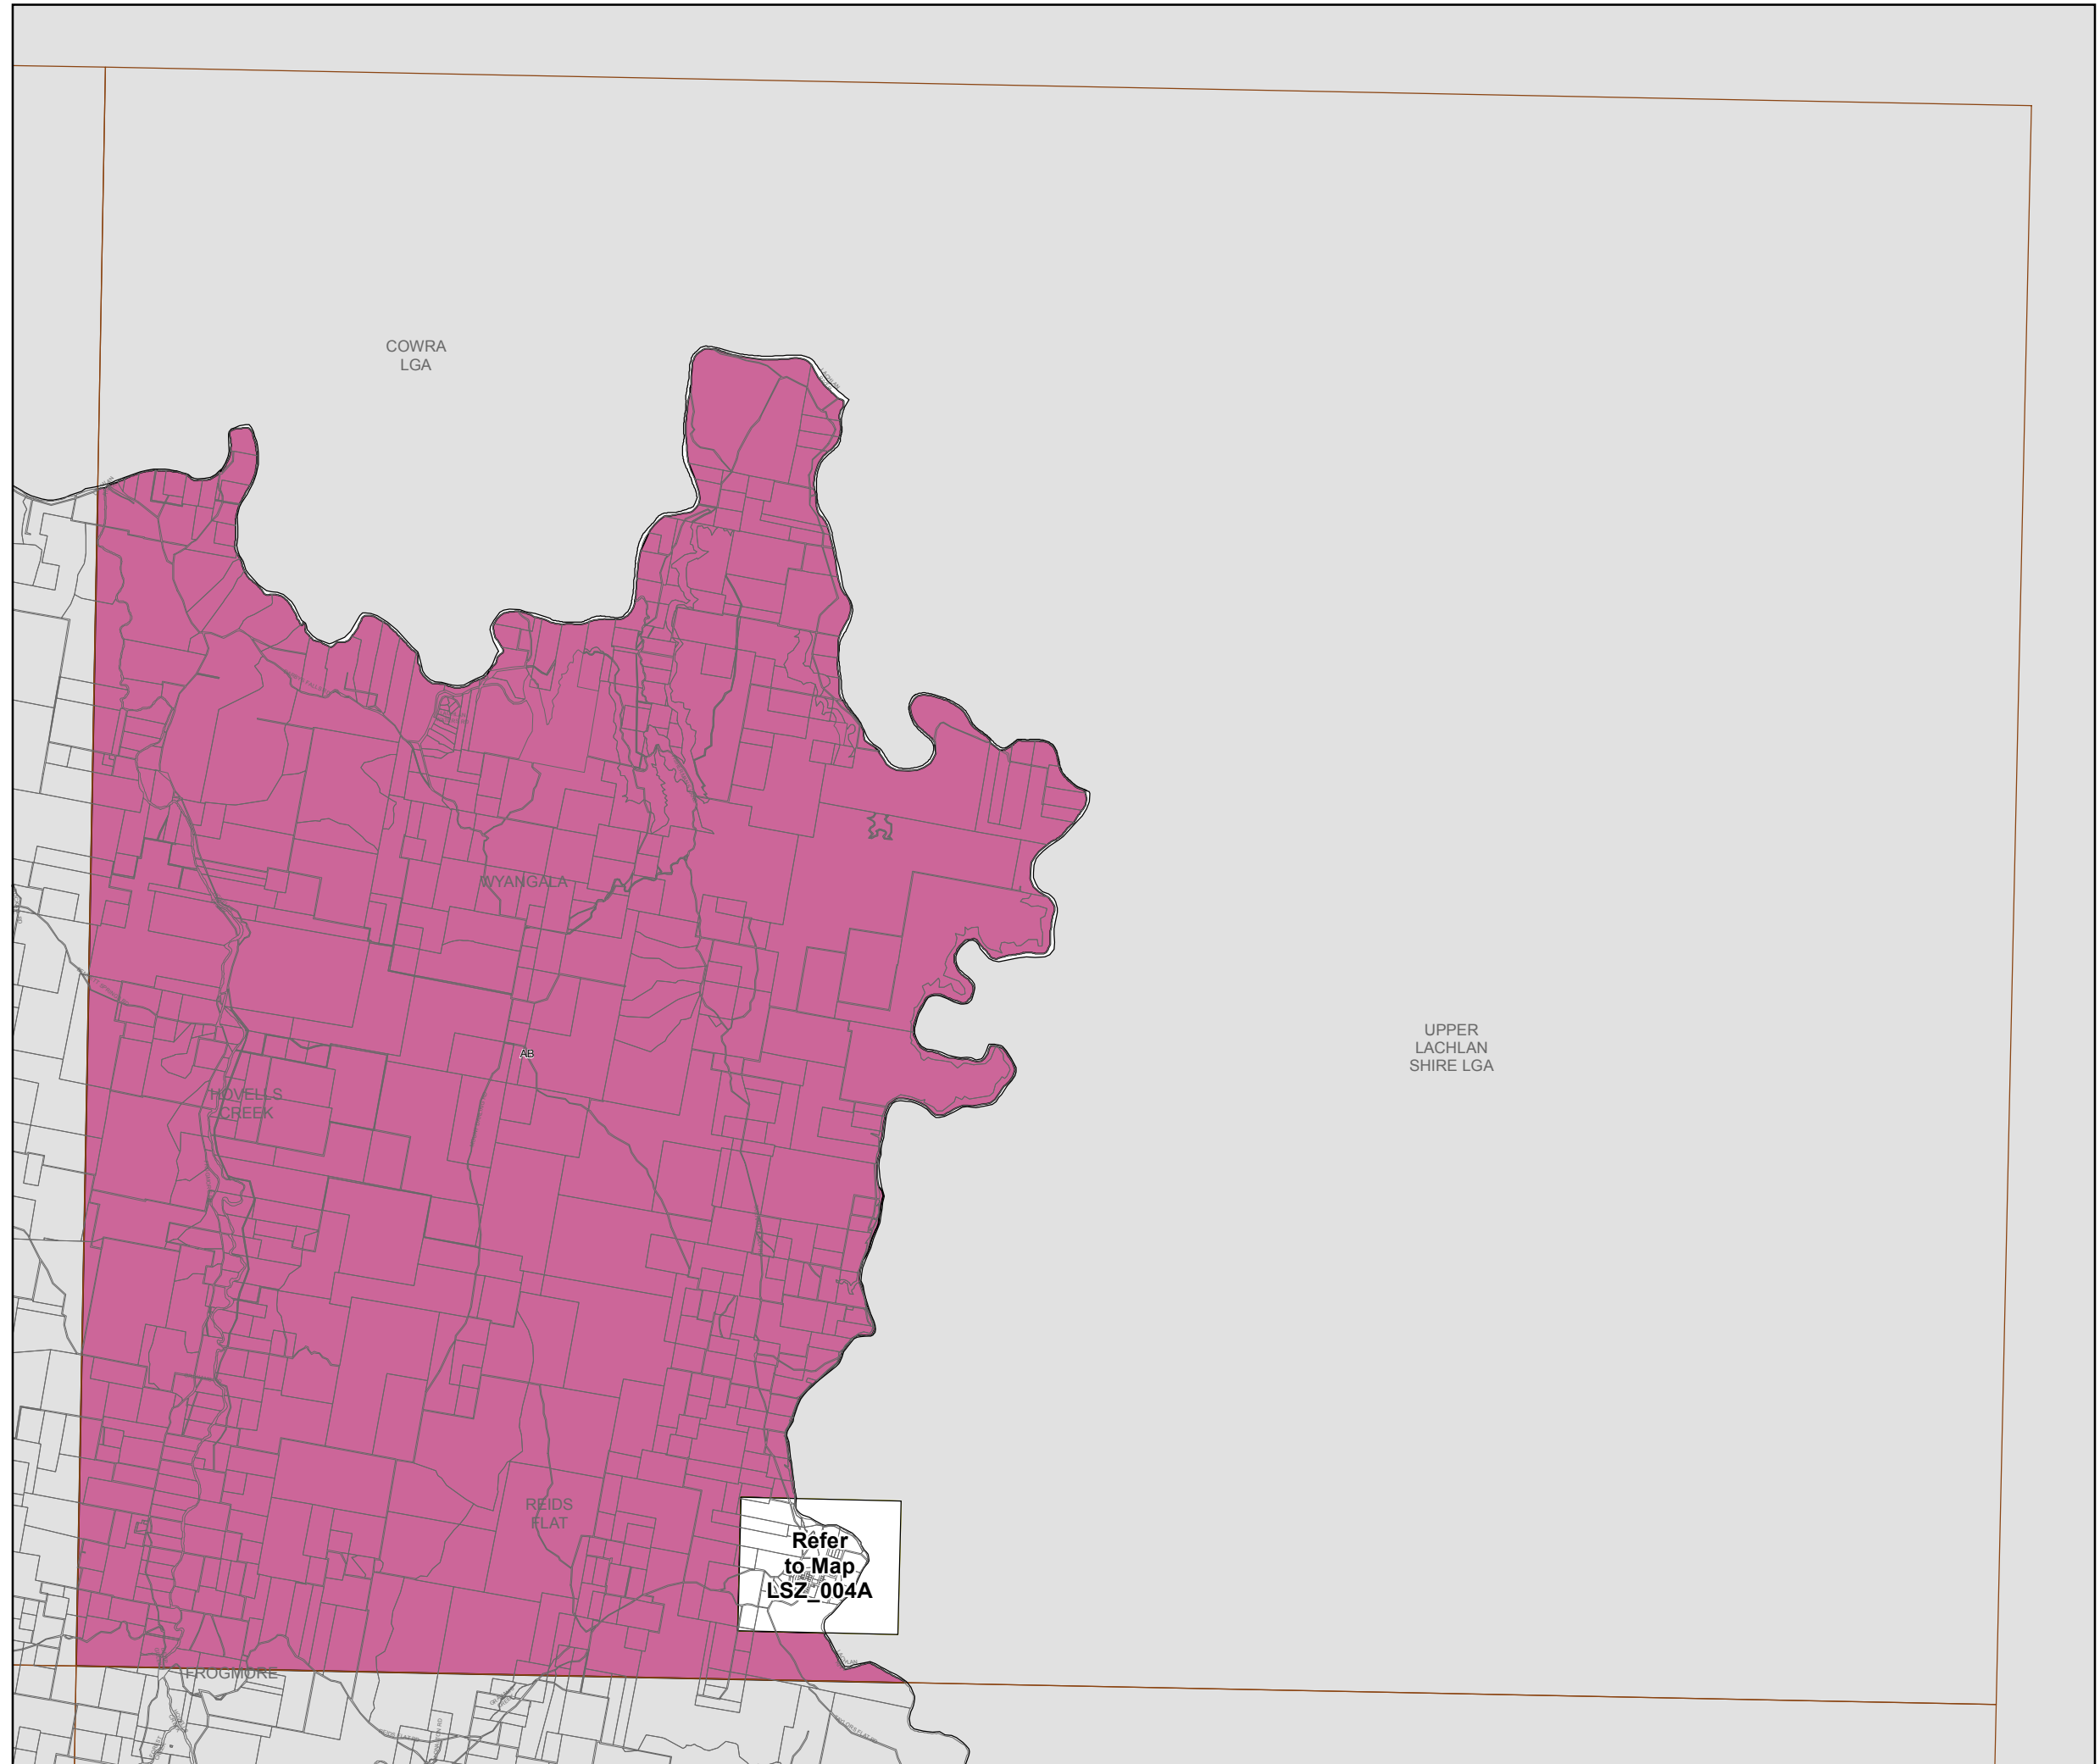 COWRA
LGA
WYANGALA
UPPER
LACHLAN
SHIRE LGA
AB
HOVELLS
CREEK
REIDS
FLAT
Refer
to Map
LSZ_004A
FROGMORE